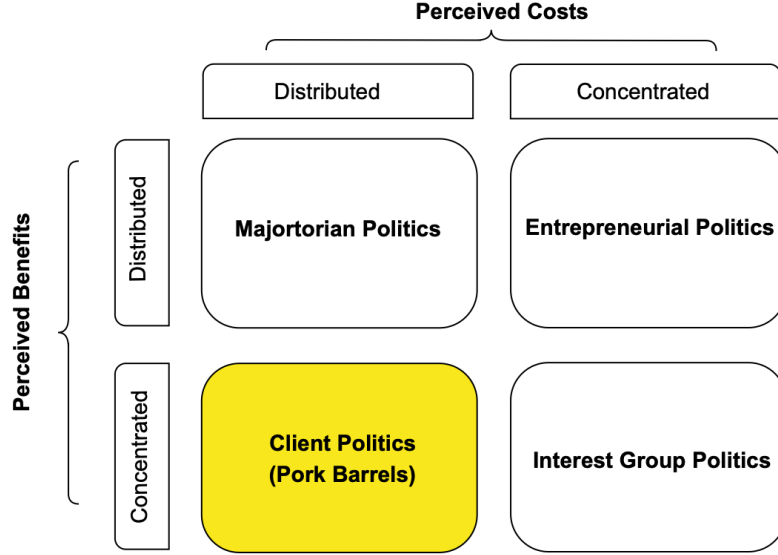 Perceived Costs
Distributed
Concentrated
Perceived Benefits
Distributed
Majortorian Politics
Entrepreneurial Politics
Concentrated
Client Politics
(Pork Barrels)
Interest Group Politics